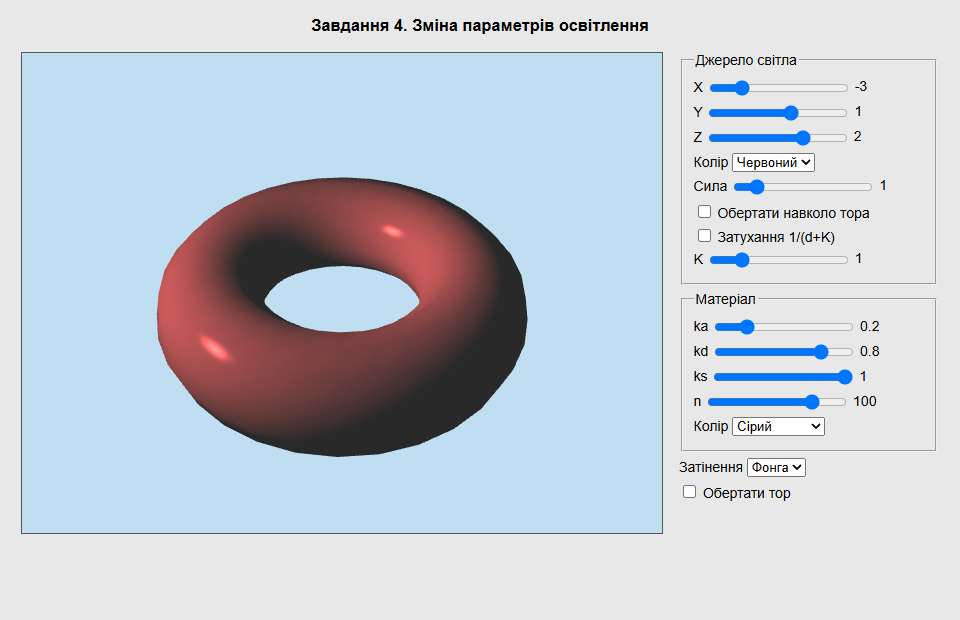 Завдання 4. Зміна параметрів освітлення
Джерело світла
X -3
Y 1
Z 2
Колір Червоний
Сила 1
Обертати навколо тора
Затухання 1/(d+K)
K 1
Матеріал
ka 0.2
kd 0.8
ks 1
n 100
Колір Сірий
Затінення Фонга
Обертати тор